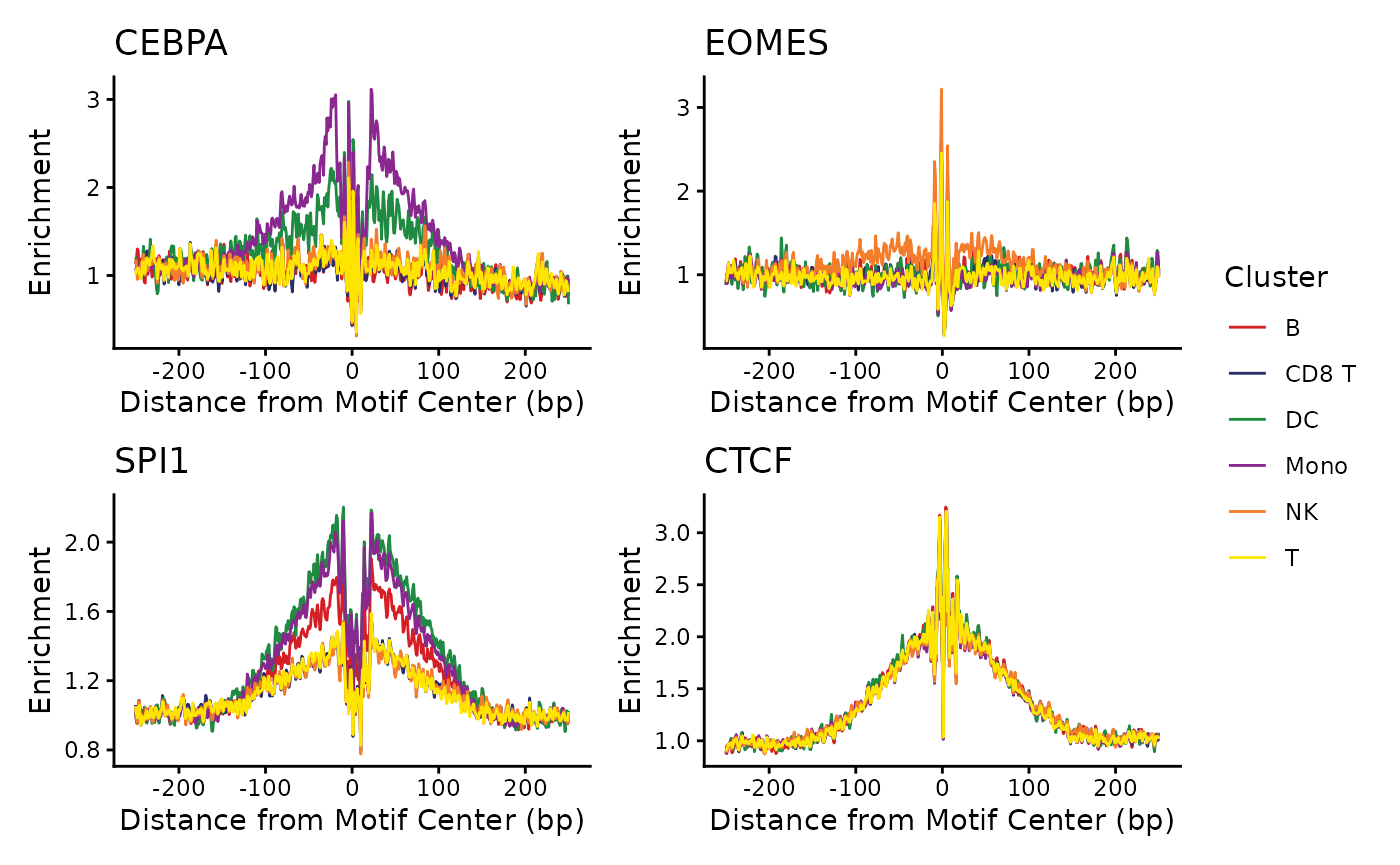 CEBPA
Enrichment
3
2
1
-200 -100 0 100 200
Distance from Motif Center (bp)
EOMES
Enrichment
3
2
1
-200 -100 0 100 200
Distance from Motif Center (bp)
SPI1
Enrichment
2.0
1.6
1.2
0.8
-200 -100 0 100 200
Distance from Motif Center (bp)
CTCF
Enrichment
3.0
2.5
2.0
1.5
1.0
-200 -100 0 100 200
Distance from Motif Center (bp)
Cluster
B
CD8 T
DC
Mono
NK
T